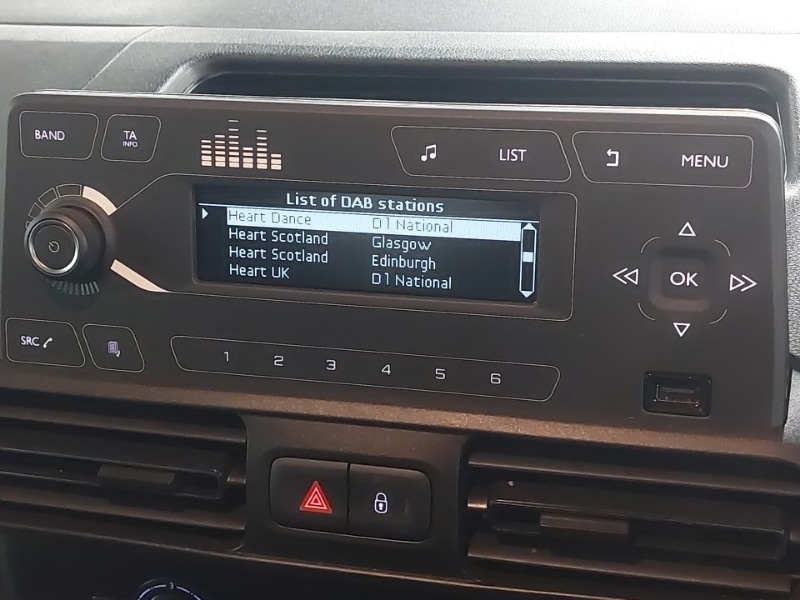 BAND
TA
INFO
LIST
MENU
List of DAB stations
Heart Dance D1 National
Heart Scotland Glasgow
Heart Scotland Edinburgh
Heart UK D1 National
OK
SRC
1 2 3 4 5 6
3